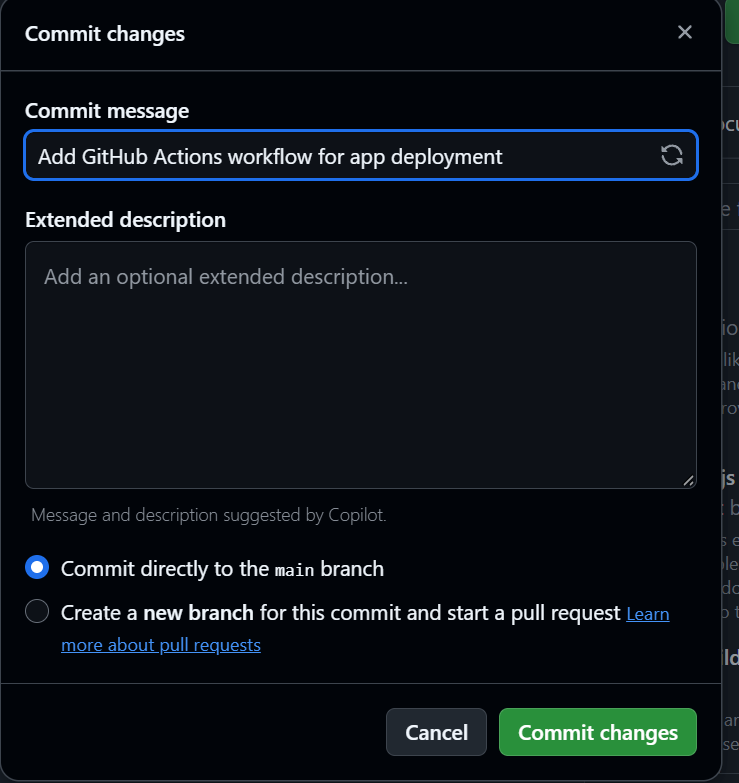 Commit changes
Commit message
Add GitHub Actions workflow for app deployment
Extended description
Add an optional extended description...
Message and description suggested by Copilot.
Commit directly to the main branch
Create a new branch for this commit and start a pull request Learn
more about pull requests
Cancel
Commit changes